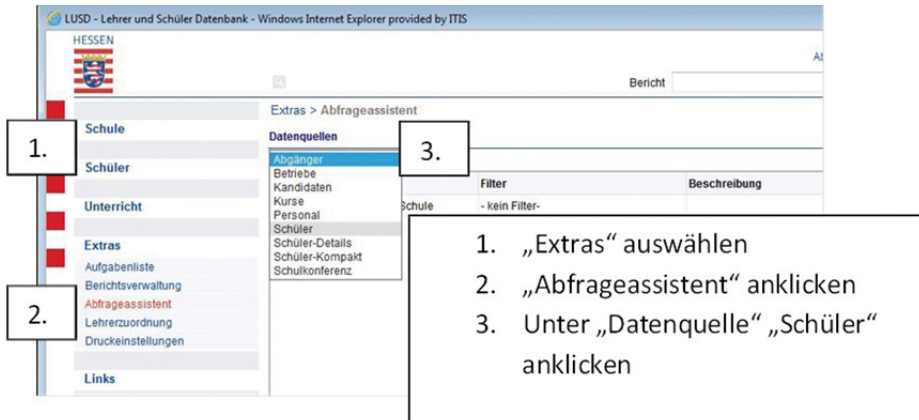 LUSD - Lehrer und Schüler Datenbank - Windows Internet Explorer provided by ITIS
HESSEN
Bericht
Extras > Abfrageassistent
Datenquellen
1.
Schule
Schüler
Unterricht
Extras
Aufgabenliste
Berichtsverwaltung
2.
Abfrageassistent
Lehrerzuordnung
Druckeinstellungen
Links
3.
Abgänger
Betriebe
Kandidaten
Kurse
Personal
Schüler
Schüler-Details
Schüler-Kompakt
Schulkonferenz
Filter
Beschreibung
Schule
- kein Filter-
1. „Extras“ auswählen
2. „Abfrageassistent“ anklicken
3. Unter „Datenquelle“ „Schüler“
anklicken